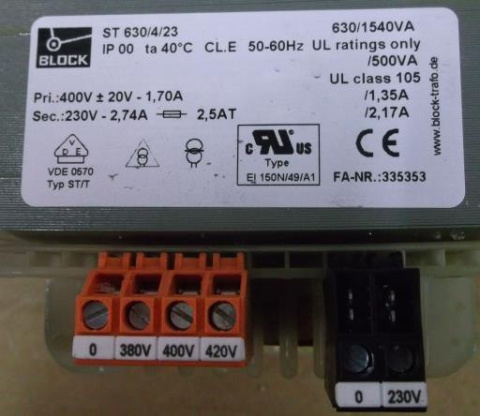 BLOCK
ST 630/4/23 630/1540VA
IP 00 ta 40°C CL.E 50-60Hz UL ratings only
/500VA
UL class 105
Pri.:400V ± 20V - 1,70A /1,35A
Sec.:230V - 2,74A 2,5AT /2,17A
VDE
VDE 0570
Typ ST/T
c RU US
Type
EI 150N/49/A1
CE
FA-NR.:335353
www.block-trafo.de
0 380V 400V 420V
0 230V